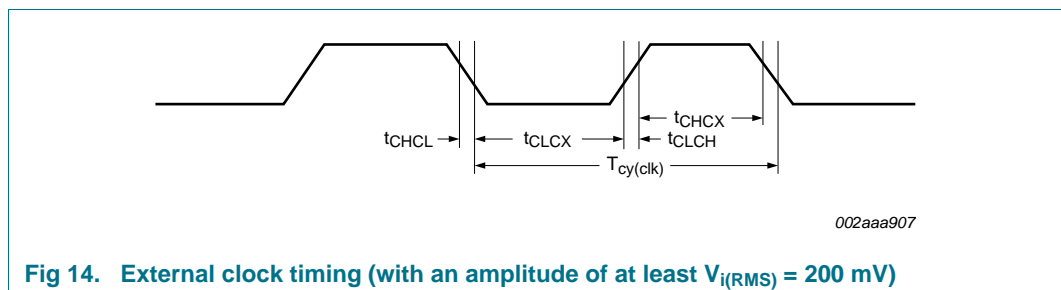 tCHCX
tCHCL
tCLCX
tCLCH
Tcy(clk)
002aaa907
Fig 14. External clock timing (with an amplitude of at least Vi(RMS) = 200 mV)